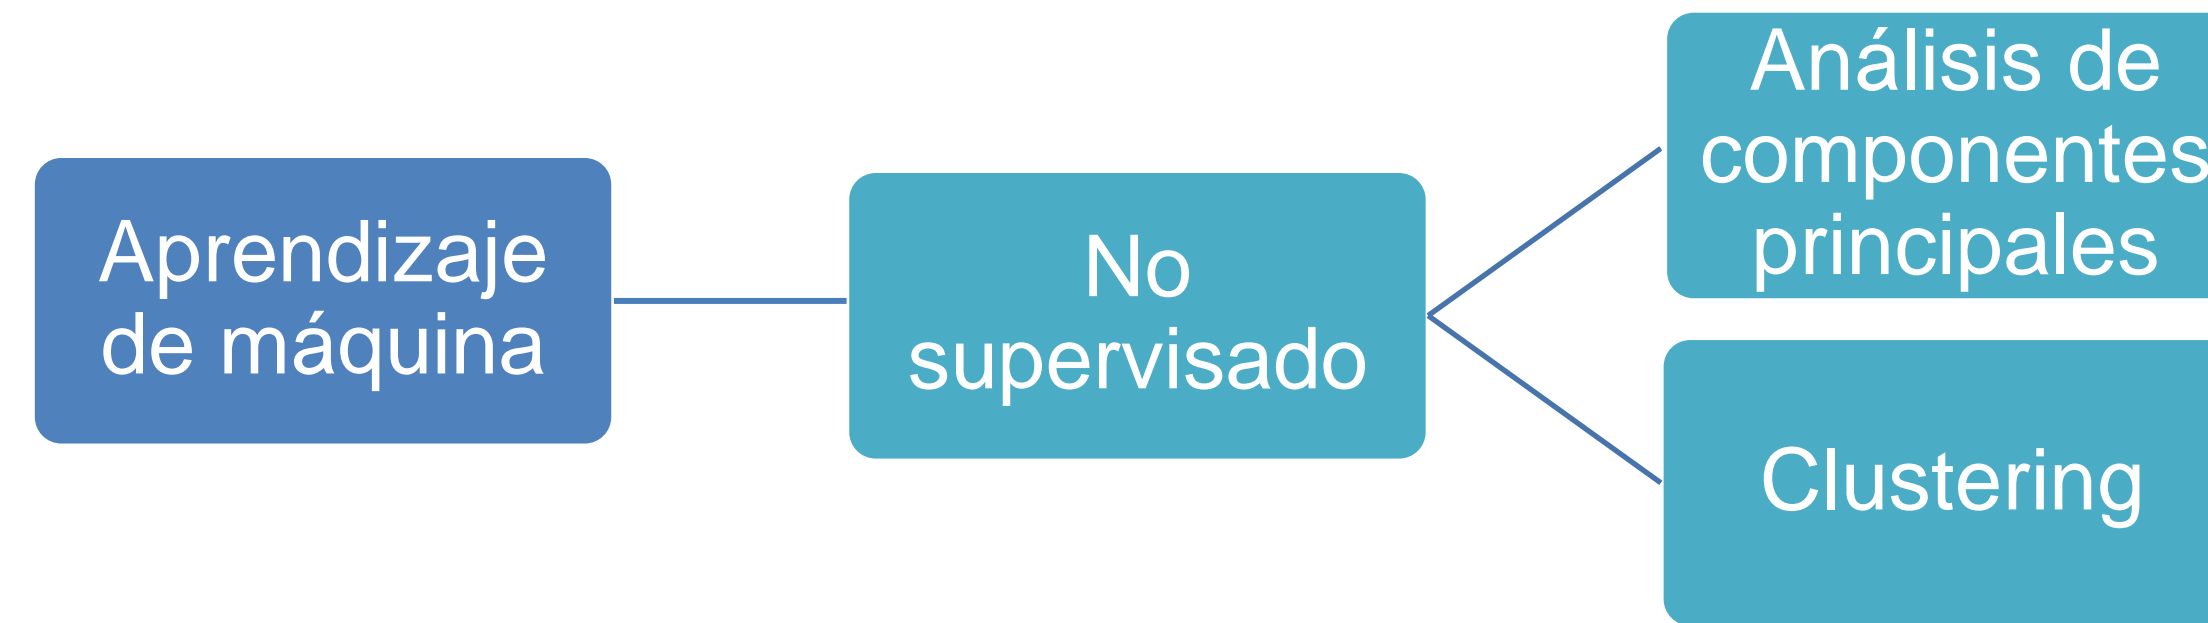 Aprendizaje
de máquina
No
supervisado
Análisis de
componentes
principales
Clustering